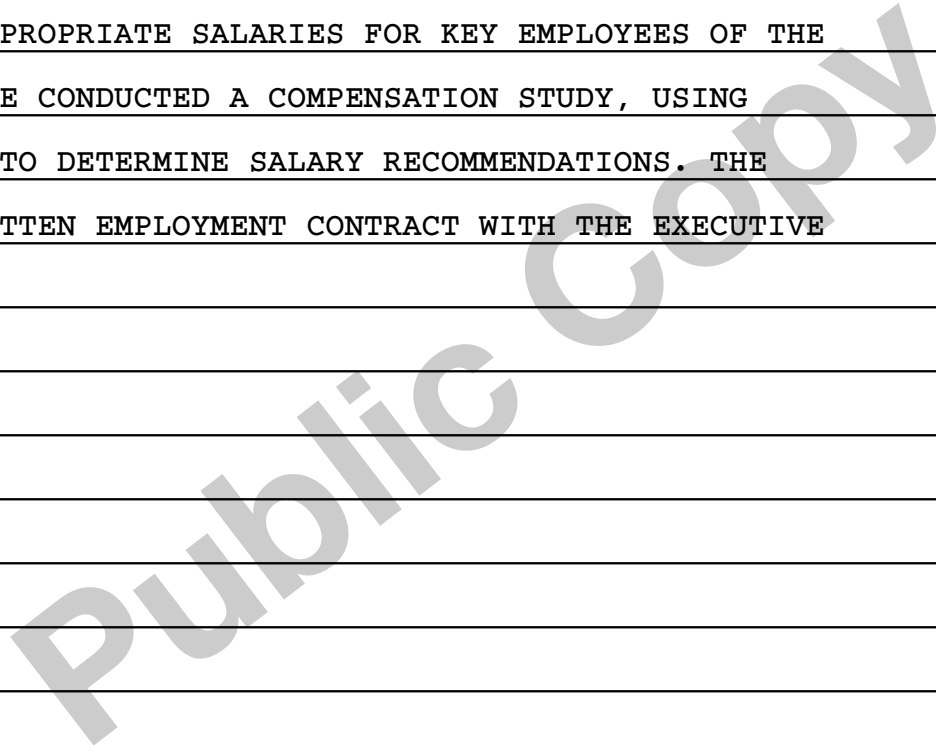 PROPRIATE SALARIES FOR KEY EMPLOYEES OF THE
E CONDUCTED A COMPENSATION STUDY, USING
TO DETERMINE SALARY RECOMMENDATIONS. THE
TTEN EMPLOYMENT CONTRACT WITH THE EXECUTIVE
Public Copy